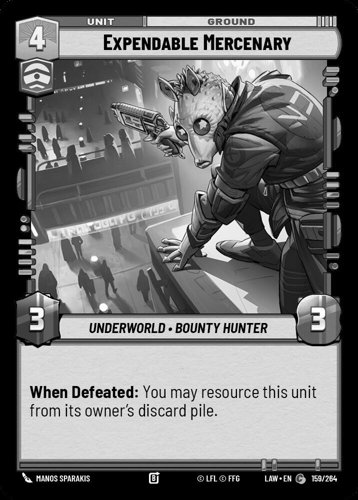 UNIT
GROUND
4
EXPENDABLE MERCENARY
3
UNDERWORLD • BOUNTY HUNTER
3
When Defeated: You may resource this unit
from its owner's discard pile.
MANOS SPARAKIS
© LFL © FFG
LAW • EN
C
159/264